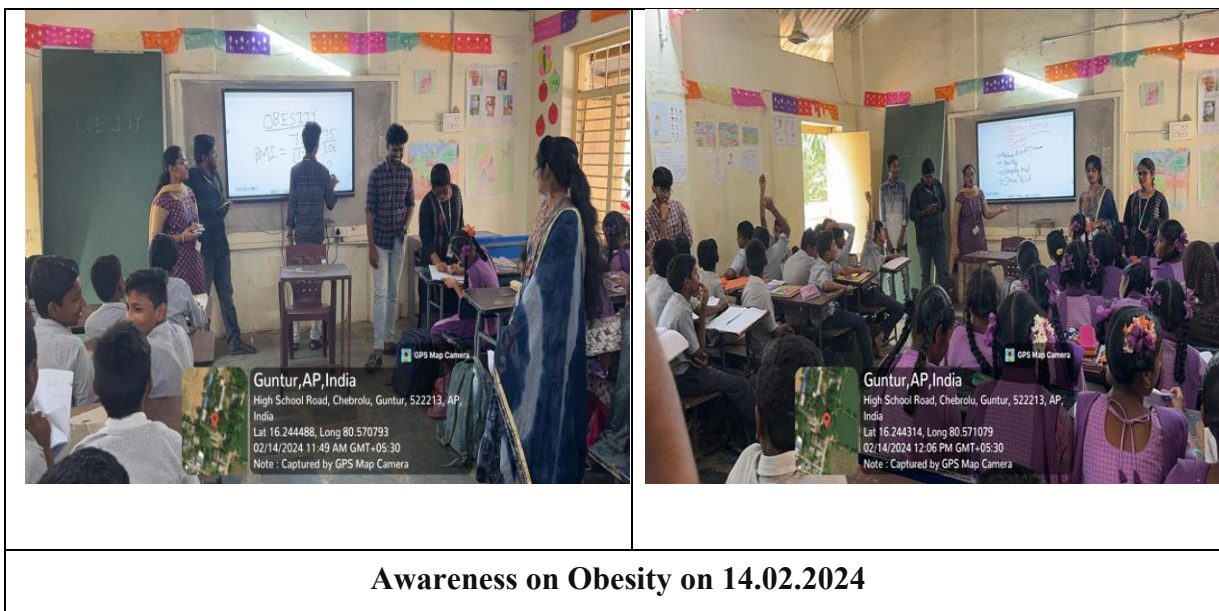 OBESITY
OBESITY
BMI =
GPS Map Camera
Guntur,AP,India
High School Road, Chebrolu, Guntur, 522213, AP,
India
Lat 16.244488, Long 80.570793
02/14/2024 11:49 AM GMT+05:30
Note : Captured by GPS Map Camera
GPS Map Camera
Guntur,AP,India
High School Road, Chebrolu, Guntur, 522213, AP,
India
Lat 16.244314, Long 80.571079
02/14/2024 12:06 PM GMT+05:30
Note : Captured by GPS Map Camera
Awareness on Obesity on 14.02.2024